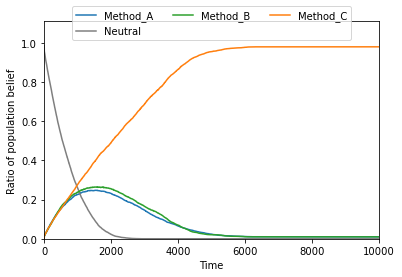 Method_A Method_B Method_C
Neutral
1.0
0.8
0.6
0.4
0.2
0.0
Ratio of population belief
0 2000 4000 6000 8000 10000
Time